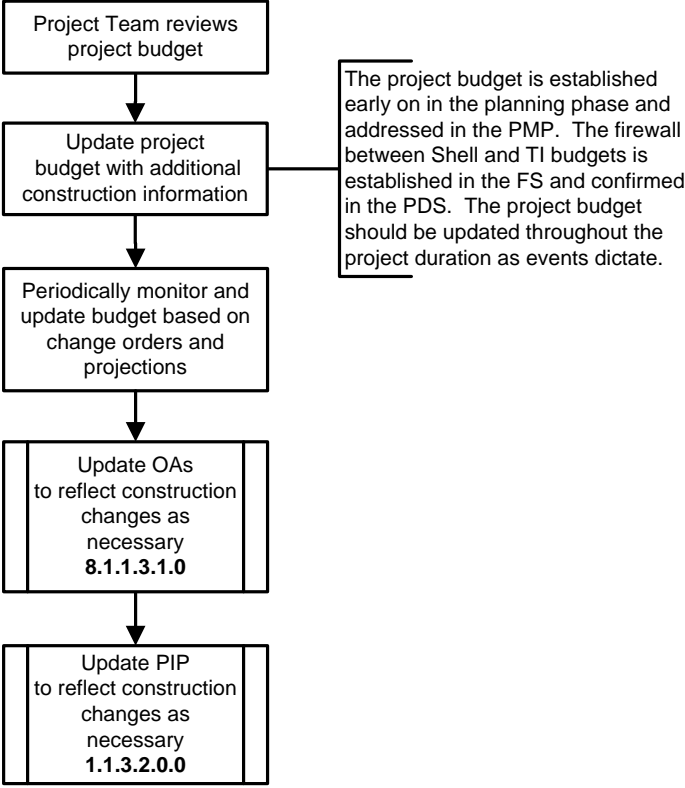 Project Team reviews
project budget
Update project
budget with additional
construction information
The project budget is established
early on in the planning phase and
addressed in the PMP.  The firewall
between Shell and TI budgets is
established in the FS and confirmed
in the PDS.  The project budget
should be updated throughout the
project duration as events dictate.
Periodically monitor and
update budget based on
change orders and
projections
Update OAs
to reflect construction
changes as
necessary
8.1.1.3.1.0
Update PIP
to reflect construction
changes as
necessary
1.1.3.2.0.0